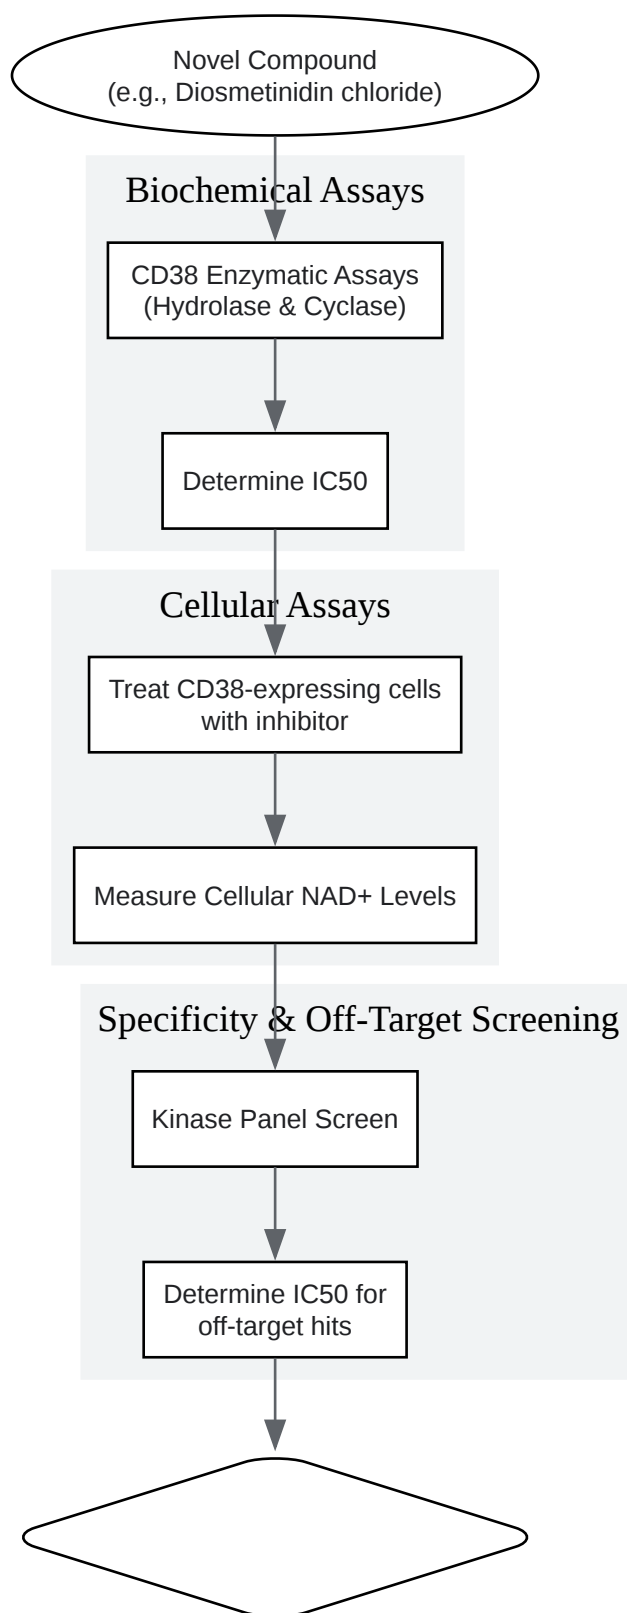 Novel Compound
(e.g., Diosmetinidin chloride)
Biochemical Assays
CD38 Enzymatic Assays
(Hydrolase & Cyclase)
Determine IC50
Cellular Assays
Treat CD38-expressing cells
with inhibitor
Measure Cellular NAD+ Levels
Specificity & Off-Target Screening
Kinase Panel Screen
Determine IC50 for
off-target hits